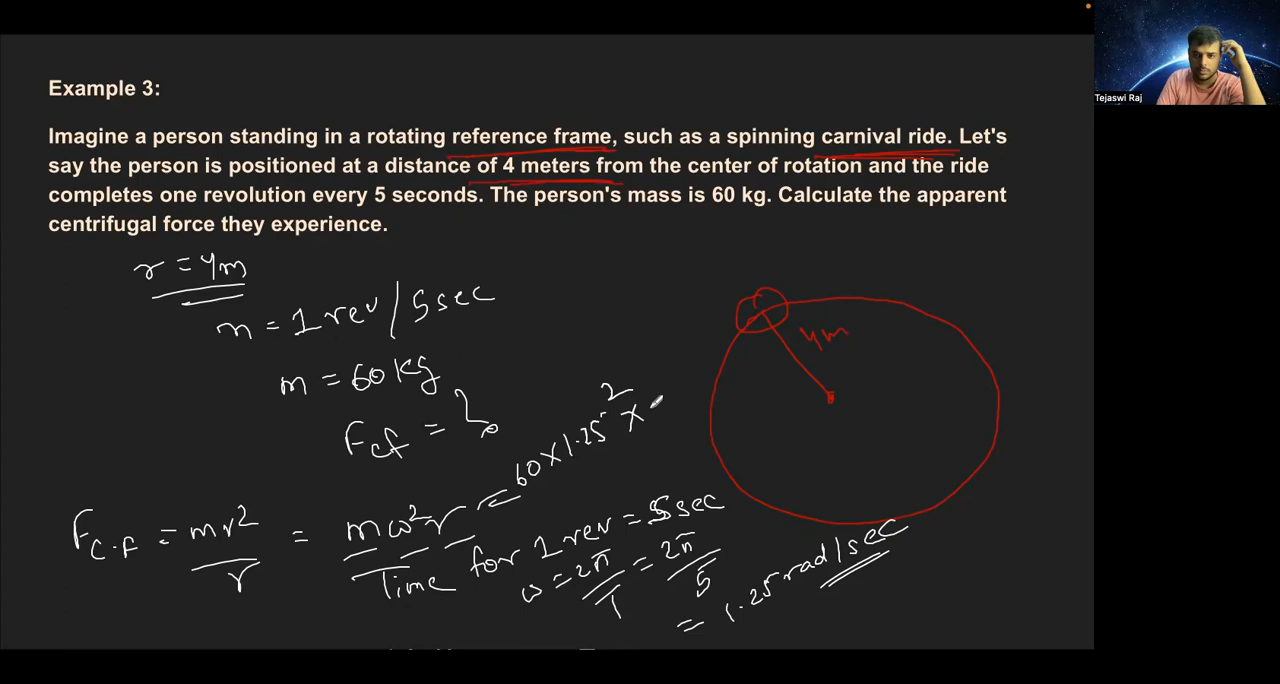 Example 3:
Imagine a person standing in a rotating reference frame, such as a spinning carnival ride. Let's
say the person is positioned at a distance of 4 meters from the center of rotation and the ride
completes one revolution every 5 seconds. The person's mass is 60 kg. Calculate the apparent
centrifugal force they experience.
r = 4m
n = 1 rev / 5 sec
m = 60 kg
F_cf = ?
4m
F_C.F = mv²/r = mω²r = 60 × 1.25² ×
Time for 1 rev = 5 sec
ω = 2π/T = 2π/5
= 1.25 rad/sec
Tejaswi Raj